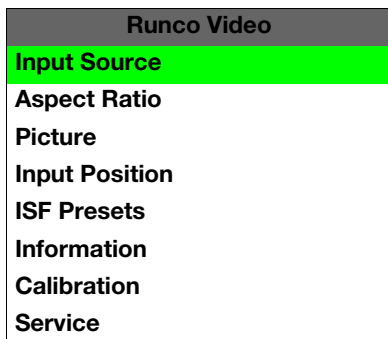 Runco Video
Input Source
Aspect Ratio
Picture
Input Position
ISF Presets
Information
Calibration
Service